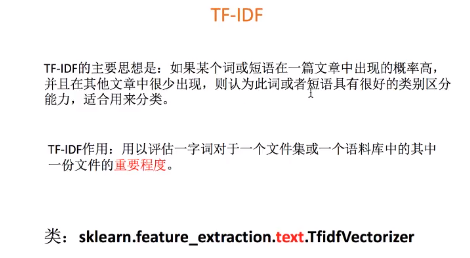 TF-IDF
TF-IDF的主要思想是：如果某个词或短语在一篇文章中出现的概率高，
并且在其他文章中很少出现，则认为此词或者短语具有很好的类别区分
能力，适合用来分类。
TF-IDF作用：用以评估一字词对于一个文件集或一个语料库中的其中
一份文件的重要程度。
类：sklearn.feature_extraction.text.TfidfVectorizer